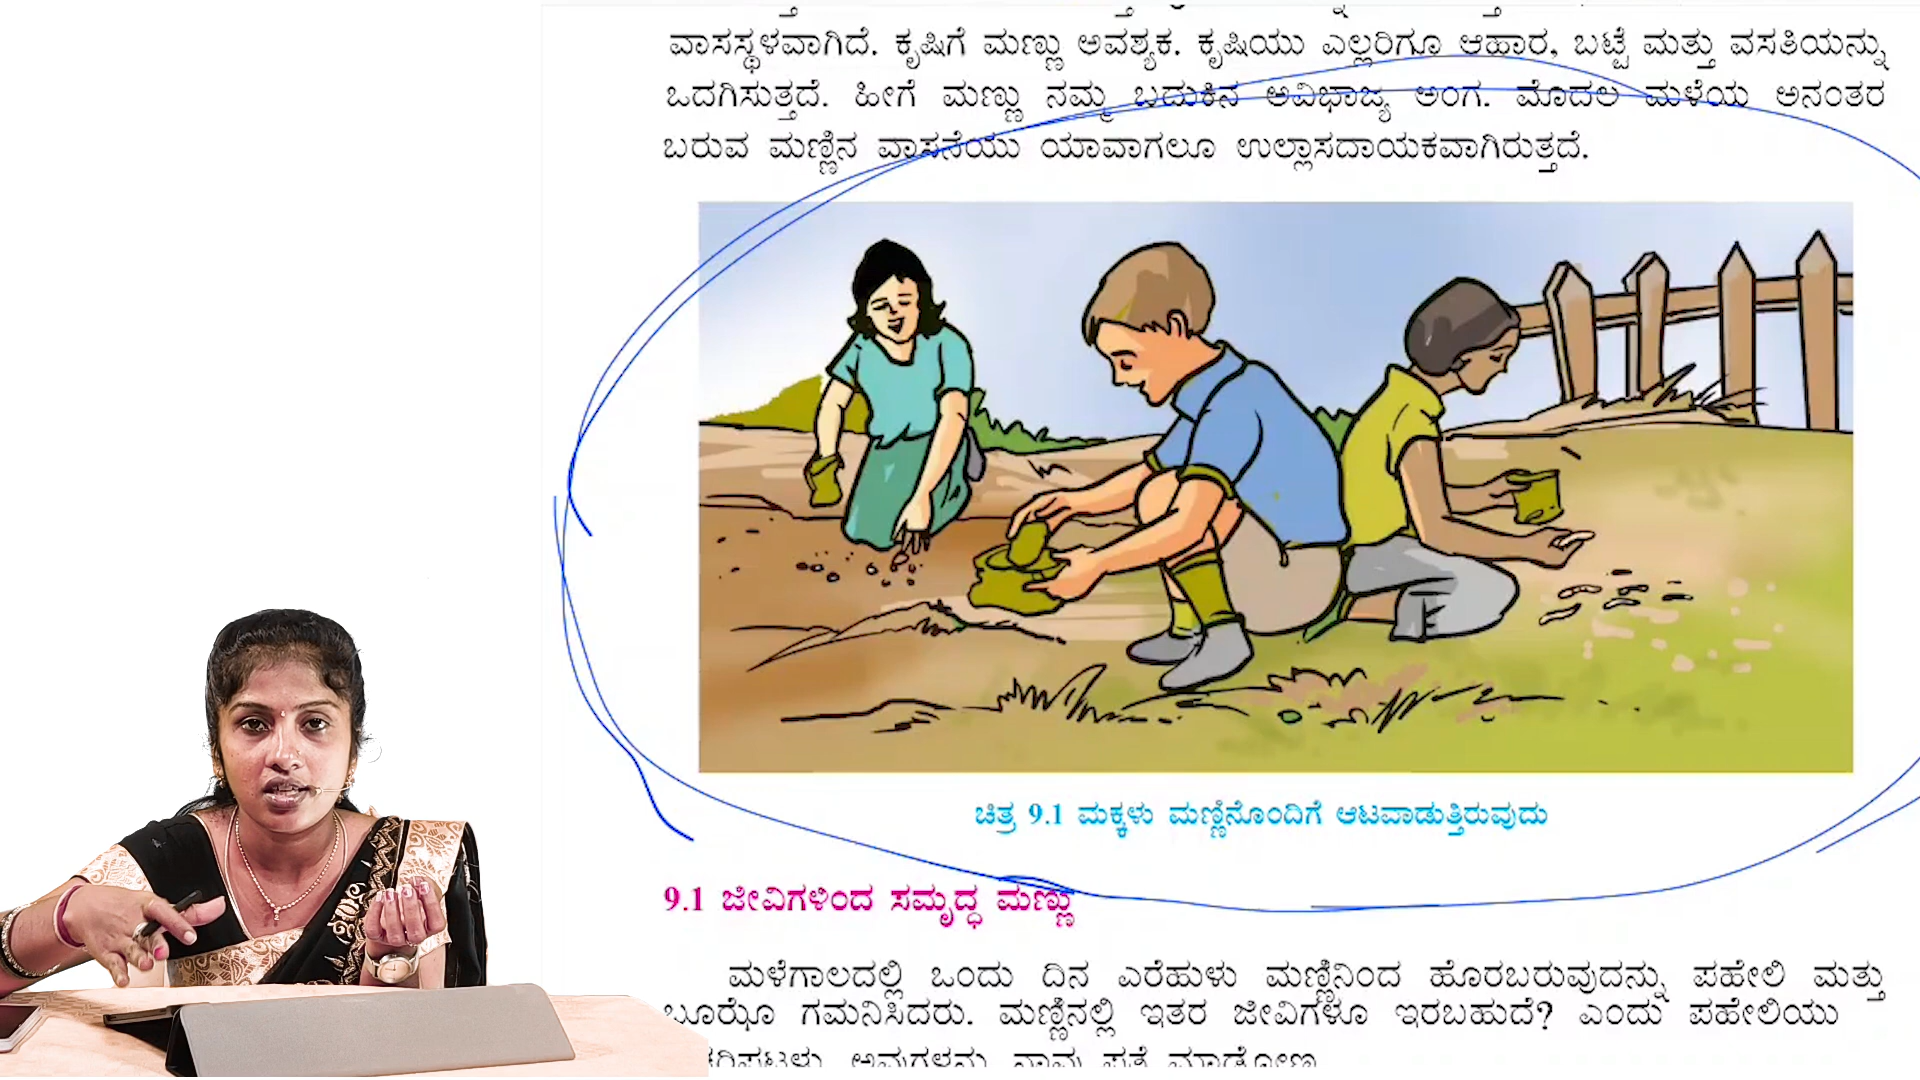 ವಾಸಸ್ಥಳವಾಗಿದೆ. ಕೃಷಿಗೆ ಮಣ್ಣು ಅವಶ್ಯಕ. ಕೃಷಿಯು ಎಲ್ಲರಿಗೂ ಆಹಾರ, ಬಟ್ಟೆ ಮತ್ತು ವಸತಿಯನ್ನು
ಒದಗಿಸುತ್ತದೆ. ಹೀಗೆ ಮಣ್ಣು ನಮ್ಮ ಬದುಕಿನ ಅವಿಭಾಜ್ಯ ಅಂಗ. ಮೊದಲ ಮಳೆಯ ಅನಂತರ
ಬರುವ ಮಣ್ಣಿನ ವಾಸನೆಯು ಯಾವಾಗಲೂ ಉಲ್ಲಾಸದಾಯಕವಾಗಿರುತ್ತದೆ.
ಚಿತ್ರ 9.1 ಮಕ್ಕಳು ಮಣ್ಣಿನೊಂದಿಗೆ ಆಟವಾಡುತ್ತಿರುವುದು
9.1 ಜೀವಿಗಳಿಂದ ಸಮೃದ್ಧ ಮಣ್ಣು
ಮಳೆಗಾಲದಲ್ಲಿ ಒಂದು ದಿನ ಎರೆಹುಳು ಮಣ್ಣಿನಿಂದ ಹೊರಬರುವುದನ್ನು ಪಹೇಲಿ ಮತ್ತು
ಬೂಝೊ ಗಮನಿಸಿದರು. ಮಣ್ಣಿನಲ್ಲಿ ಇತರ ಜೀವಿಗಳೂ ಇರಬಹುದೆ? ಎಂದು ಪಹೇಲಿಯು